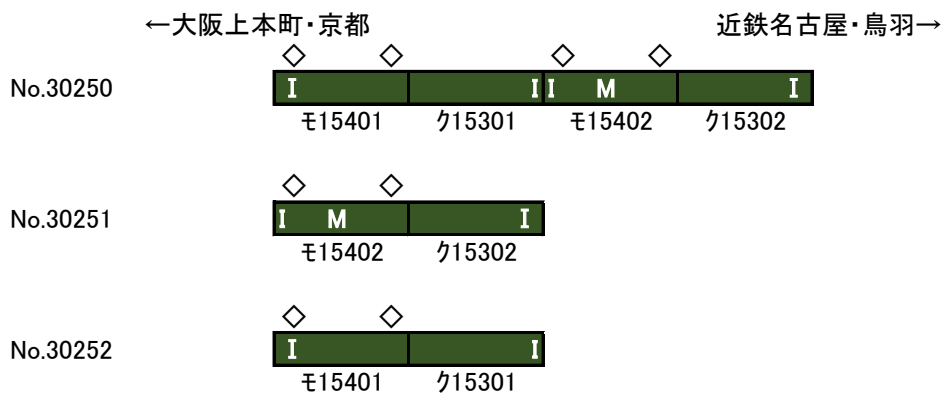 ←大阪上本町・京都 近鉄名古屋・鳥羽→
◇ ◇ ◇ ◇
No.30250 I I I M I
ﾓ15401 ｸ15301 ﾓ15402 ｸ15302
◇ ◇
No.30251 I M I
ﾓ15402 ｸ15302
◇ ◇
No.30252 I I
ﾓ15401 ｸ15301